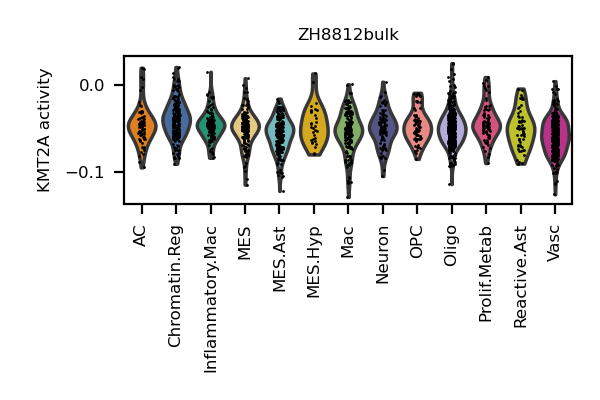 ZH8812bulk
KMT2A activity
0.0
−0.1
AC
Chromatin.Reg
Inflammatory.Mac
MES
MES.Ast
MES.Hyp
Mac
Neuron
OPC
Oligo
Prolif.Metab
Reactive.Ast
Vasc